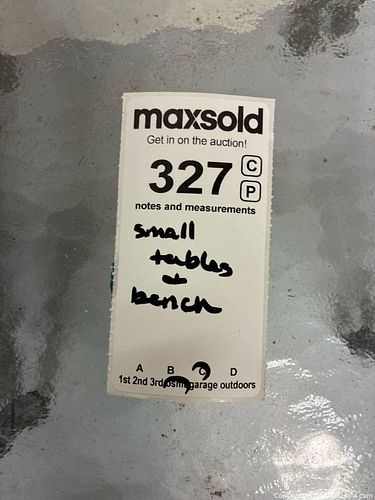 maxsold
Get in on the auction!
327 C
P
notes and measurements
small
tables
+
bench
A B C D
1st 2nd 3rd bsmt garage outdoors